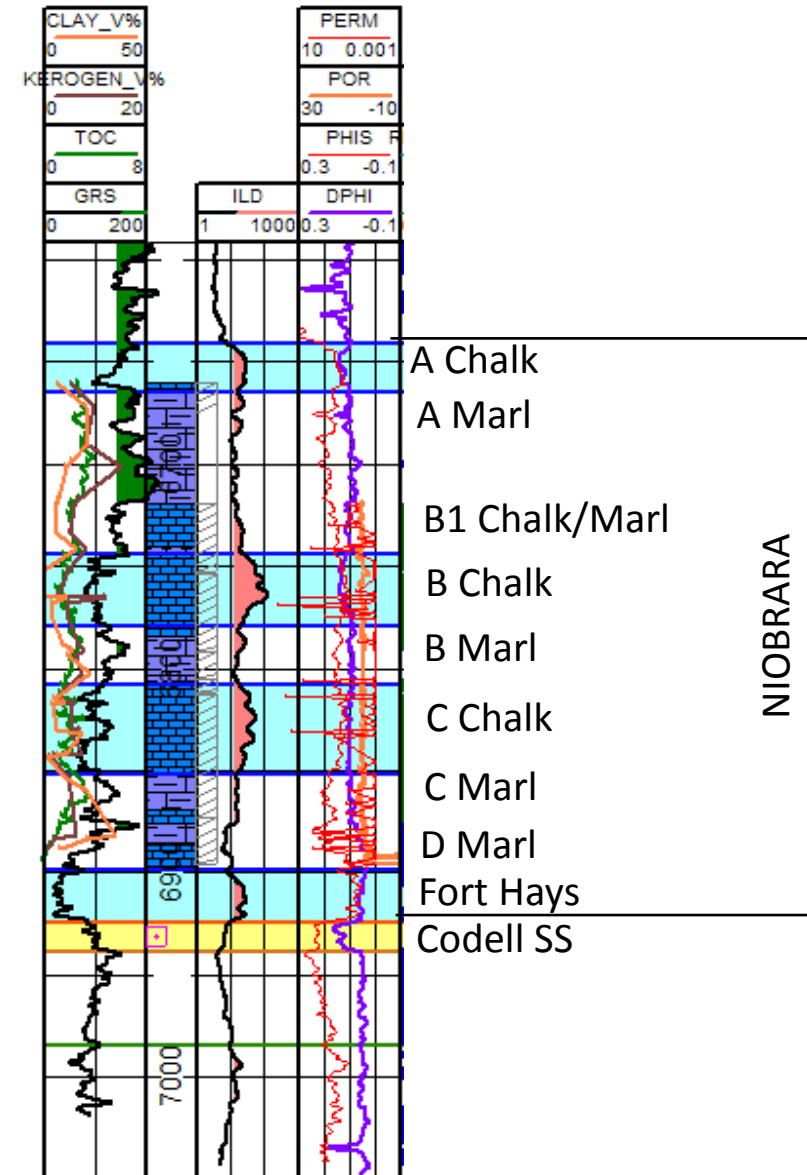 CLAY_V%
0 50
KEROGEN_V%
0 20
TOC
0 8
GRS
0 200
ILD
1 1000
PERM
10 0.001
POR
30 -10
PHIS R
0.3 -0.1
DPHI
0.3 -0.1
A Chalk
A Marl
6700
B1 Chalk/Marl
B Chalk
B Marl
6800
C Chalk
C Marl
D Marl
Fort Hays
Codell SS
7000
NIOBRARA